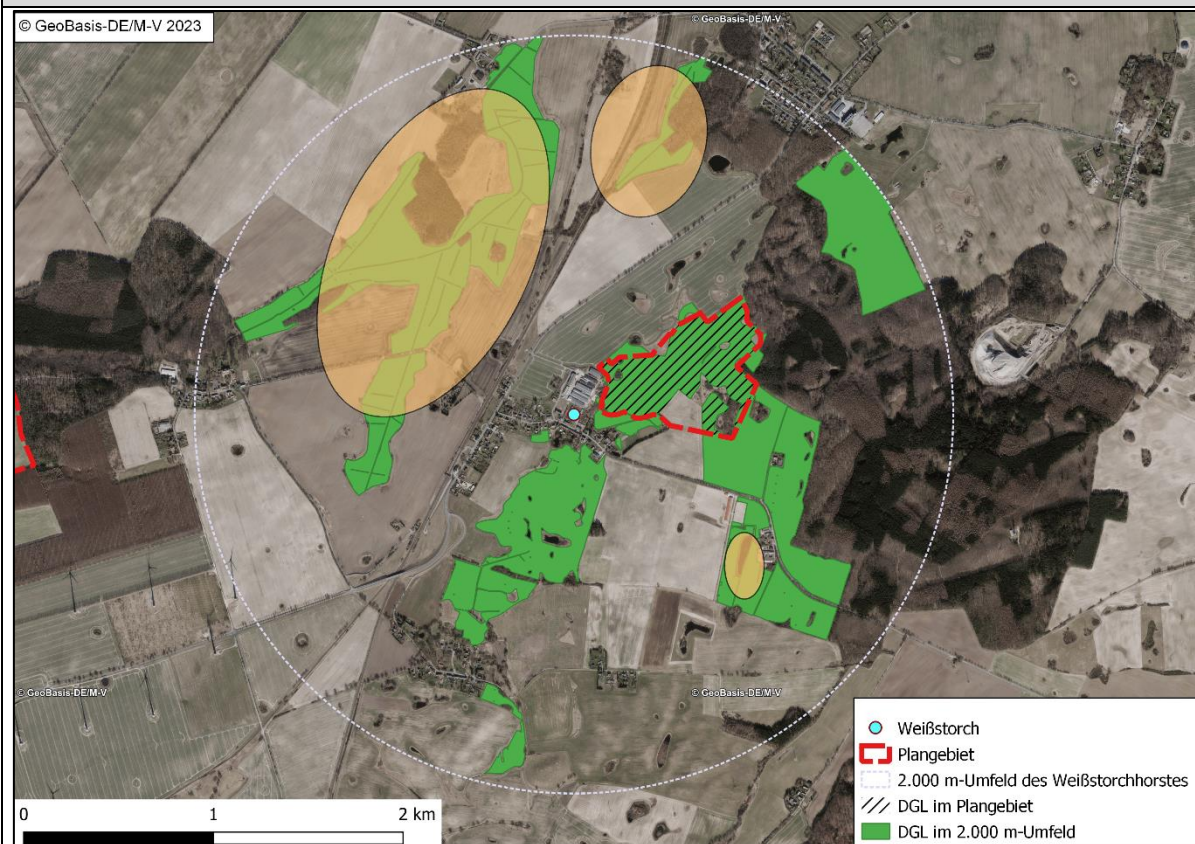 © GeoBasis-DE/M-V 2023
© GeoBasis-DE/M-V
© GeoBasis-DE/M-V
© GeoBasis-DE/M-V
Weißstorch
Plangebiet
2.000 m-Umfeld des Weißstorchhorstes
DGL im Plangebiet
DGL im 2.000 m-Umfeld
0 1 2 km